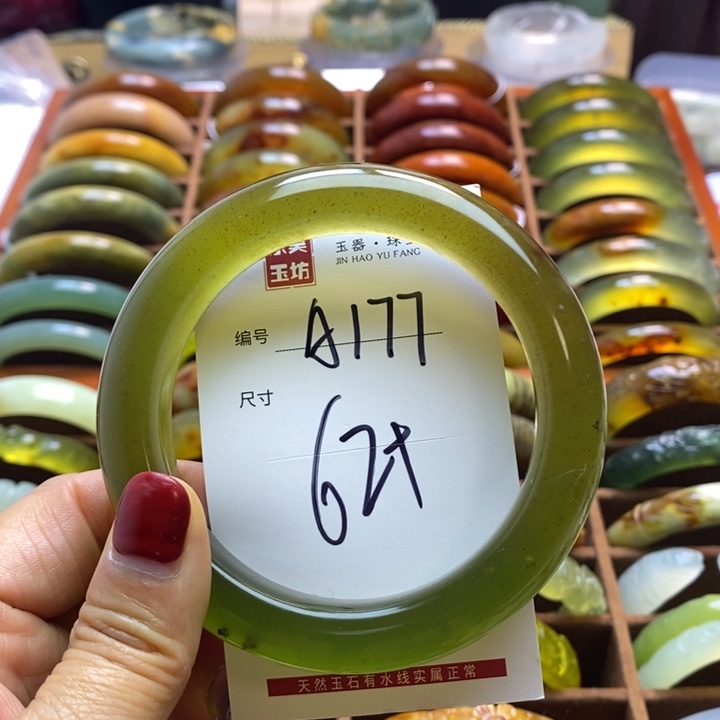 玉坊
玉器·珠
JIN HAO YU FANG
编号 A177
尺寸
62+
天然玉石有水线实属正常